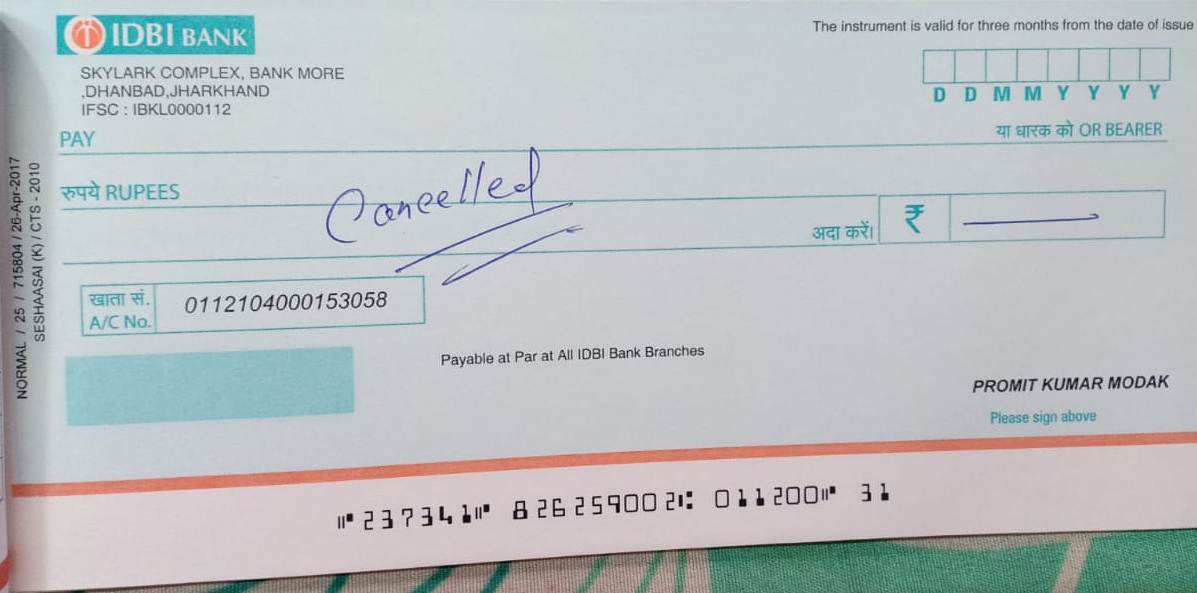 IDBI BANK
The instrument is valid for three months from the date of issue
SKYLARK COMPLEX, BANK MORE
,DHANBAD,JHARKHAND
IFSC : IBKL0000112
D D M M Y Y Y Y
PAY
या धारक को OR BEARER
रुपये RUPEES
Cancelled
अदा करें।
₹
खाता सं.
A/C No.
0112104000153058
Payable at Par at All IDBI Bank Branches
PROMIT KUMAR MODAK
Please sign above
NORMAL / 25 / 715804 / 26-Apr-2017
SESHAASAI (K) / CTS - 2010
⑈237341⑈ 826259002⑆ 011200⑈ 31